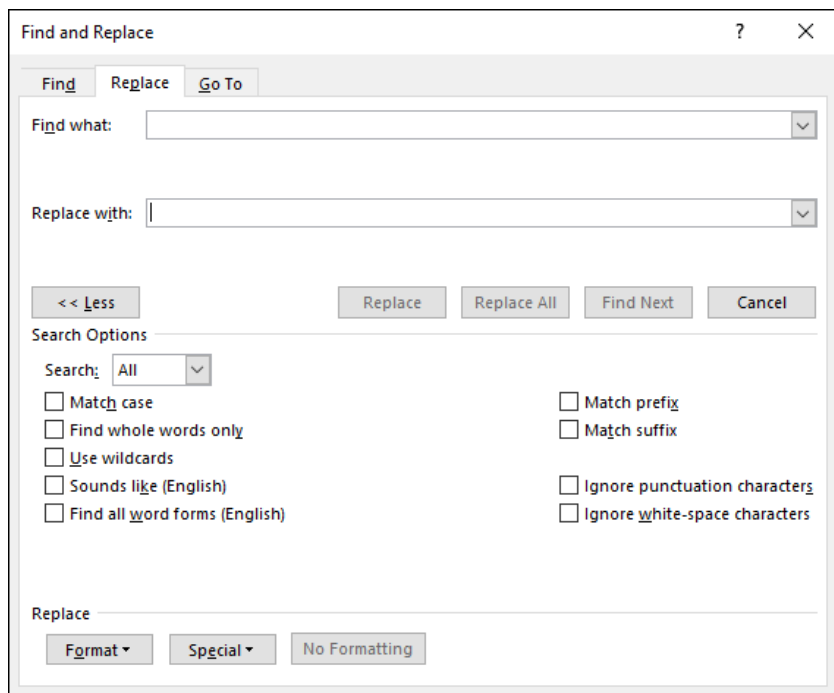 Find and Replace ?
Find Replace Go To
Find what:
Replace with:
<< Less Replace Replace All Find Next Cancel
Search Options
Search: All
Match case Match prefix
Find whole words only Match suffix
Use wildcards
Sounds like (English) Ignore punctuation characters
Find all word forms (English) Ignore white-space characters
Replace
Format Special No Formatting